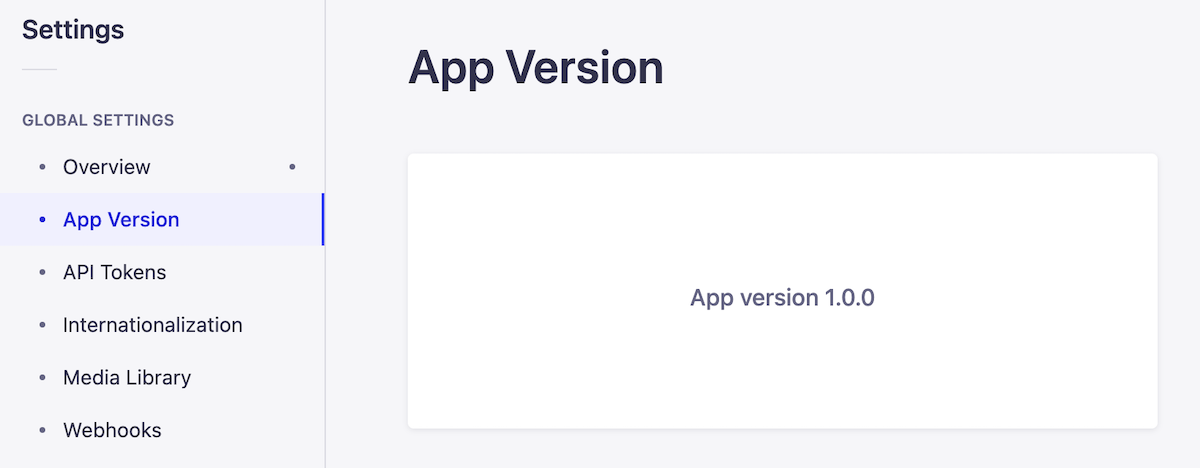 Settings
GLOBAL SETTINGS
Overview
App Version
API Tokens
Internationalization
Media Library
Webhooks
App Version
App version 1.0.0